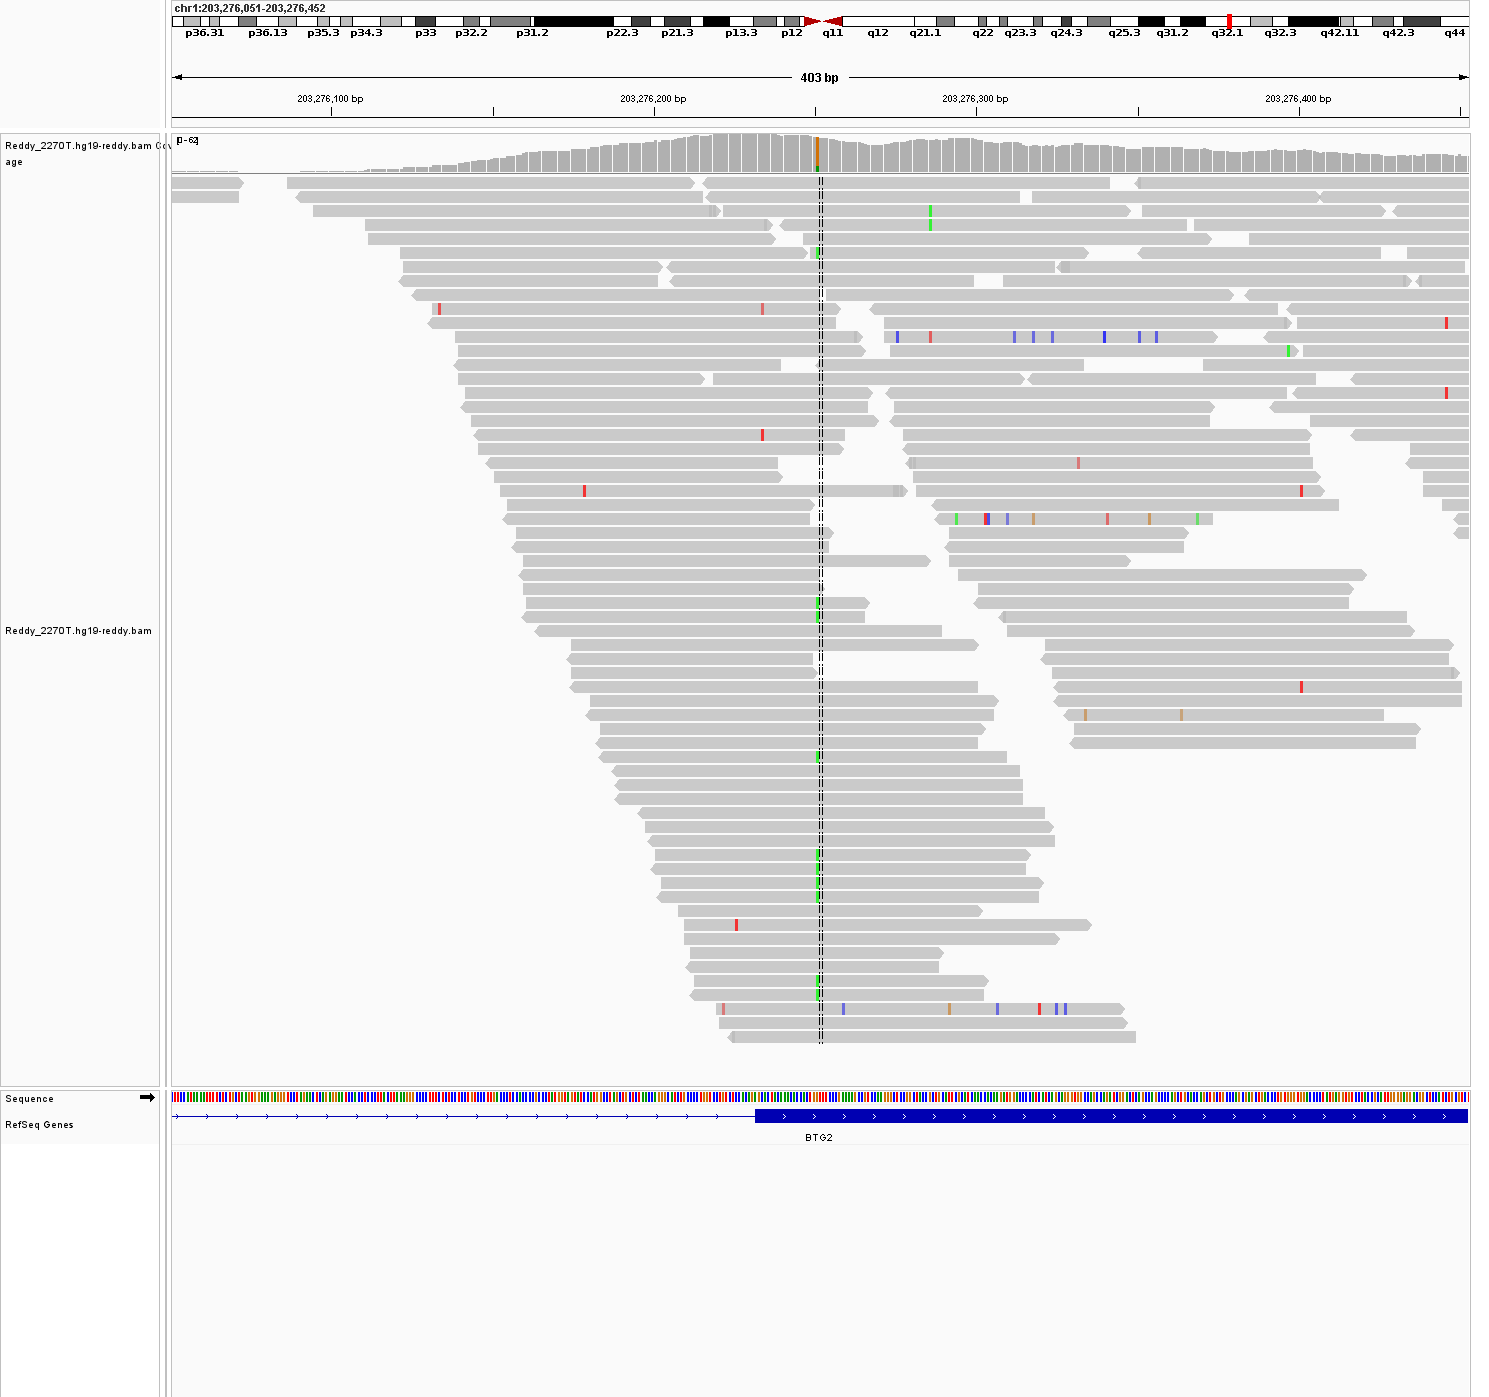 chr1:203,276,051-203,276,452
p36.31 p36.13 p35.3 p34.3 p33 p32.2 p31.2 p22.3 p21.3 p13.3 p12 q11 q12 q21.1 q22 q23.3 q24.3 q25.3 q31.2 q32.1 q32.3 q42.11 q42.3 q44
403 bp
203,276,100 bp 203,276,200 bp 203,276,300 bp 203,276,400 bp
[0-62]
Reddy_2270T.hg19-reddy.bam Cov
age
Reddy_2270T.hg19-reddy.bam
Sequence
RefSeq Genes
BTG2